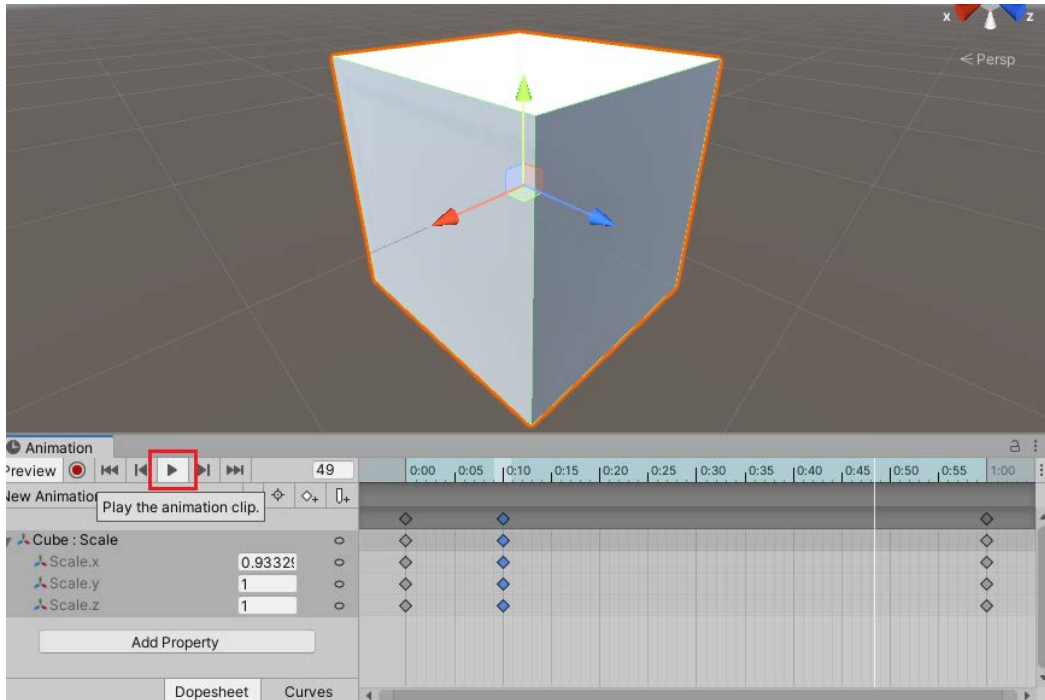 x z
< Persp
Animation
Preview 49 0:00 0:05 0:10 0:15 0:20 0:25 0:30 0:35 0:40 0:45 0:50 0:55 1:00
New Animation
Play the animation clip.
Cube : Scale
Scale.x 0.9332
Scale.y 1
Scale.z 1
Add Property
Dopesheet Curves